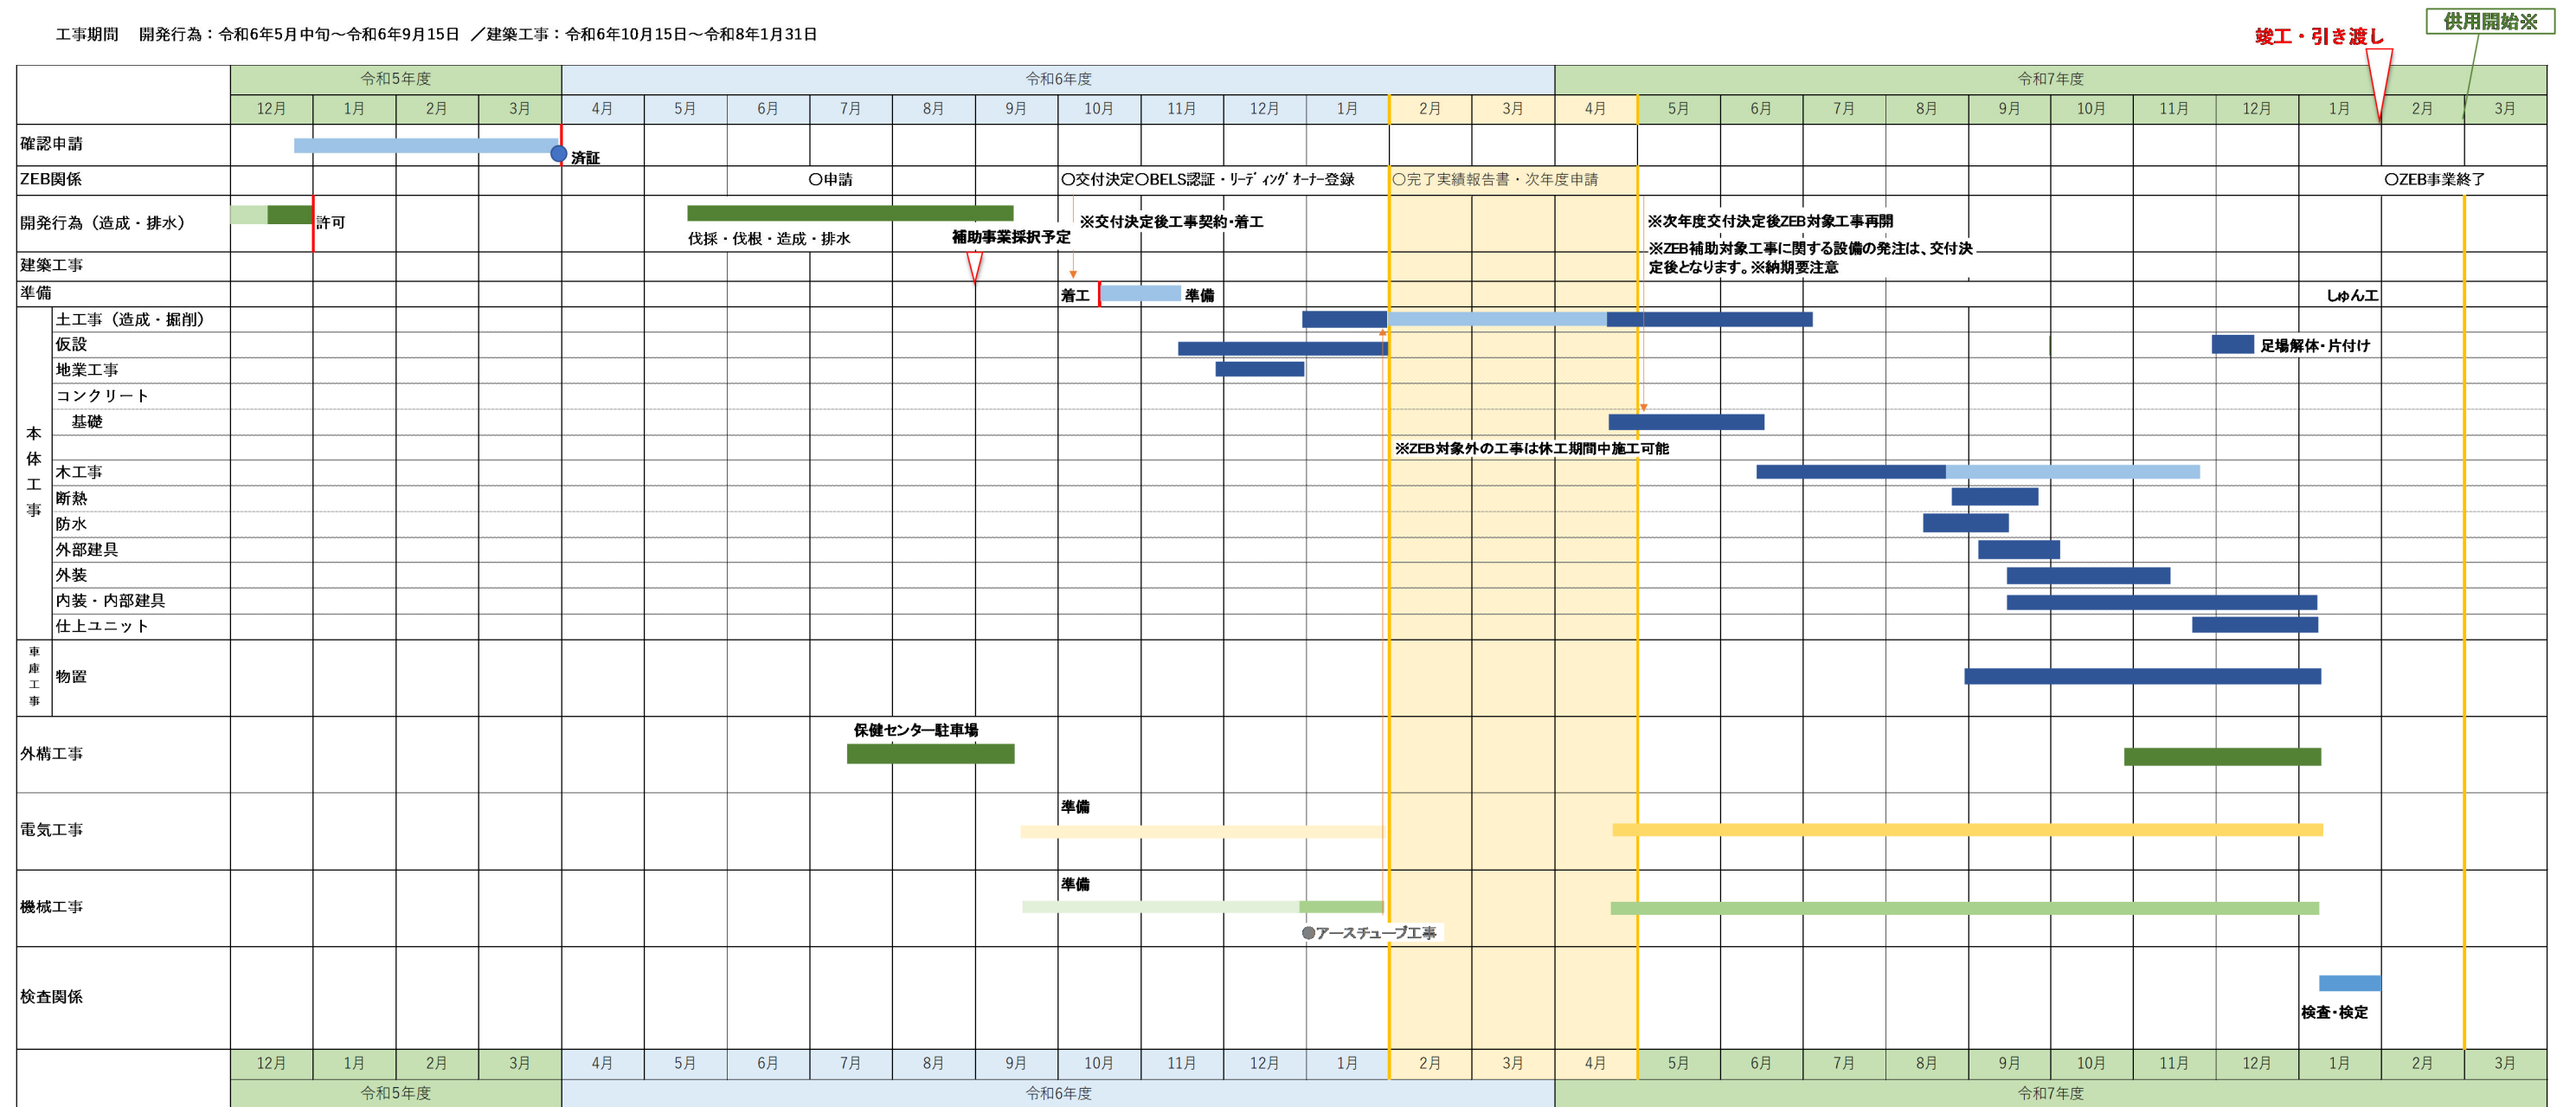 供用開始※
工事期間　開発行為：令和6年5月中旬～令和6年9月15日 ／建築工事：令和6年10月15日～令和8年1月31日
竣工・引き渡し
令和5年度 令和6年度 令和7年度
12月 1月 2月 3月 4月 5月 6月 7月 8月 9月 10月 11月 12月 1月 2月 3月 4月 5月 6月 7月 8月 9月 10月 11月 12月 1月 2月 3月
確認申請
済証
ZEB関係 〇申請 〇交付決定〇BELS認証・ﾘｰﾃﾞｨﾝｸﾞｵｰﾅｰ登録 〇完了実績報告書・次年度申請 〇ZEB事業終了
開発行為（造成・排水） 許可 ※交付決定後工事契約・着工 ※次年度交付決定後ZEB対象工事再開
伐採・伐根・造成・排水 補助事業採択予定
※ZEB補助対象工事に関する設備の発注は、交付決
定後となります。※納期要注意
建築工事
準備 着工 準備 しゅん工
本体工事
土工事（造成・掘削）
仮設 足場解体・片付け
地業工事
コンクリート
基礎
※ZEB対象外の工事は休工期間中施工可能
木工事
断熱
防水
外部建具
外装
内装・内部建具
仕上ユニット
車庫工事
物置
保健センター駐車場
外構工事
準備
電気工事
準備
機械工事
●アースチューブ工事
検査関係
検査・検定
12月 1月 2月 3月 4月 5月 6月 7月 8月 9月 10月 11月 12月 1月 2月 3月 4月 5月 6月 7月 8月 9月 10月 11月 12月 1月 2月 3月
令和5年度 令和6年度 令和7年度